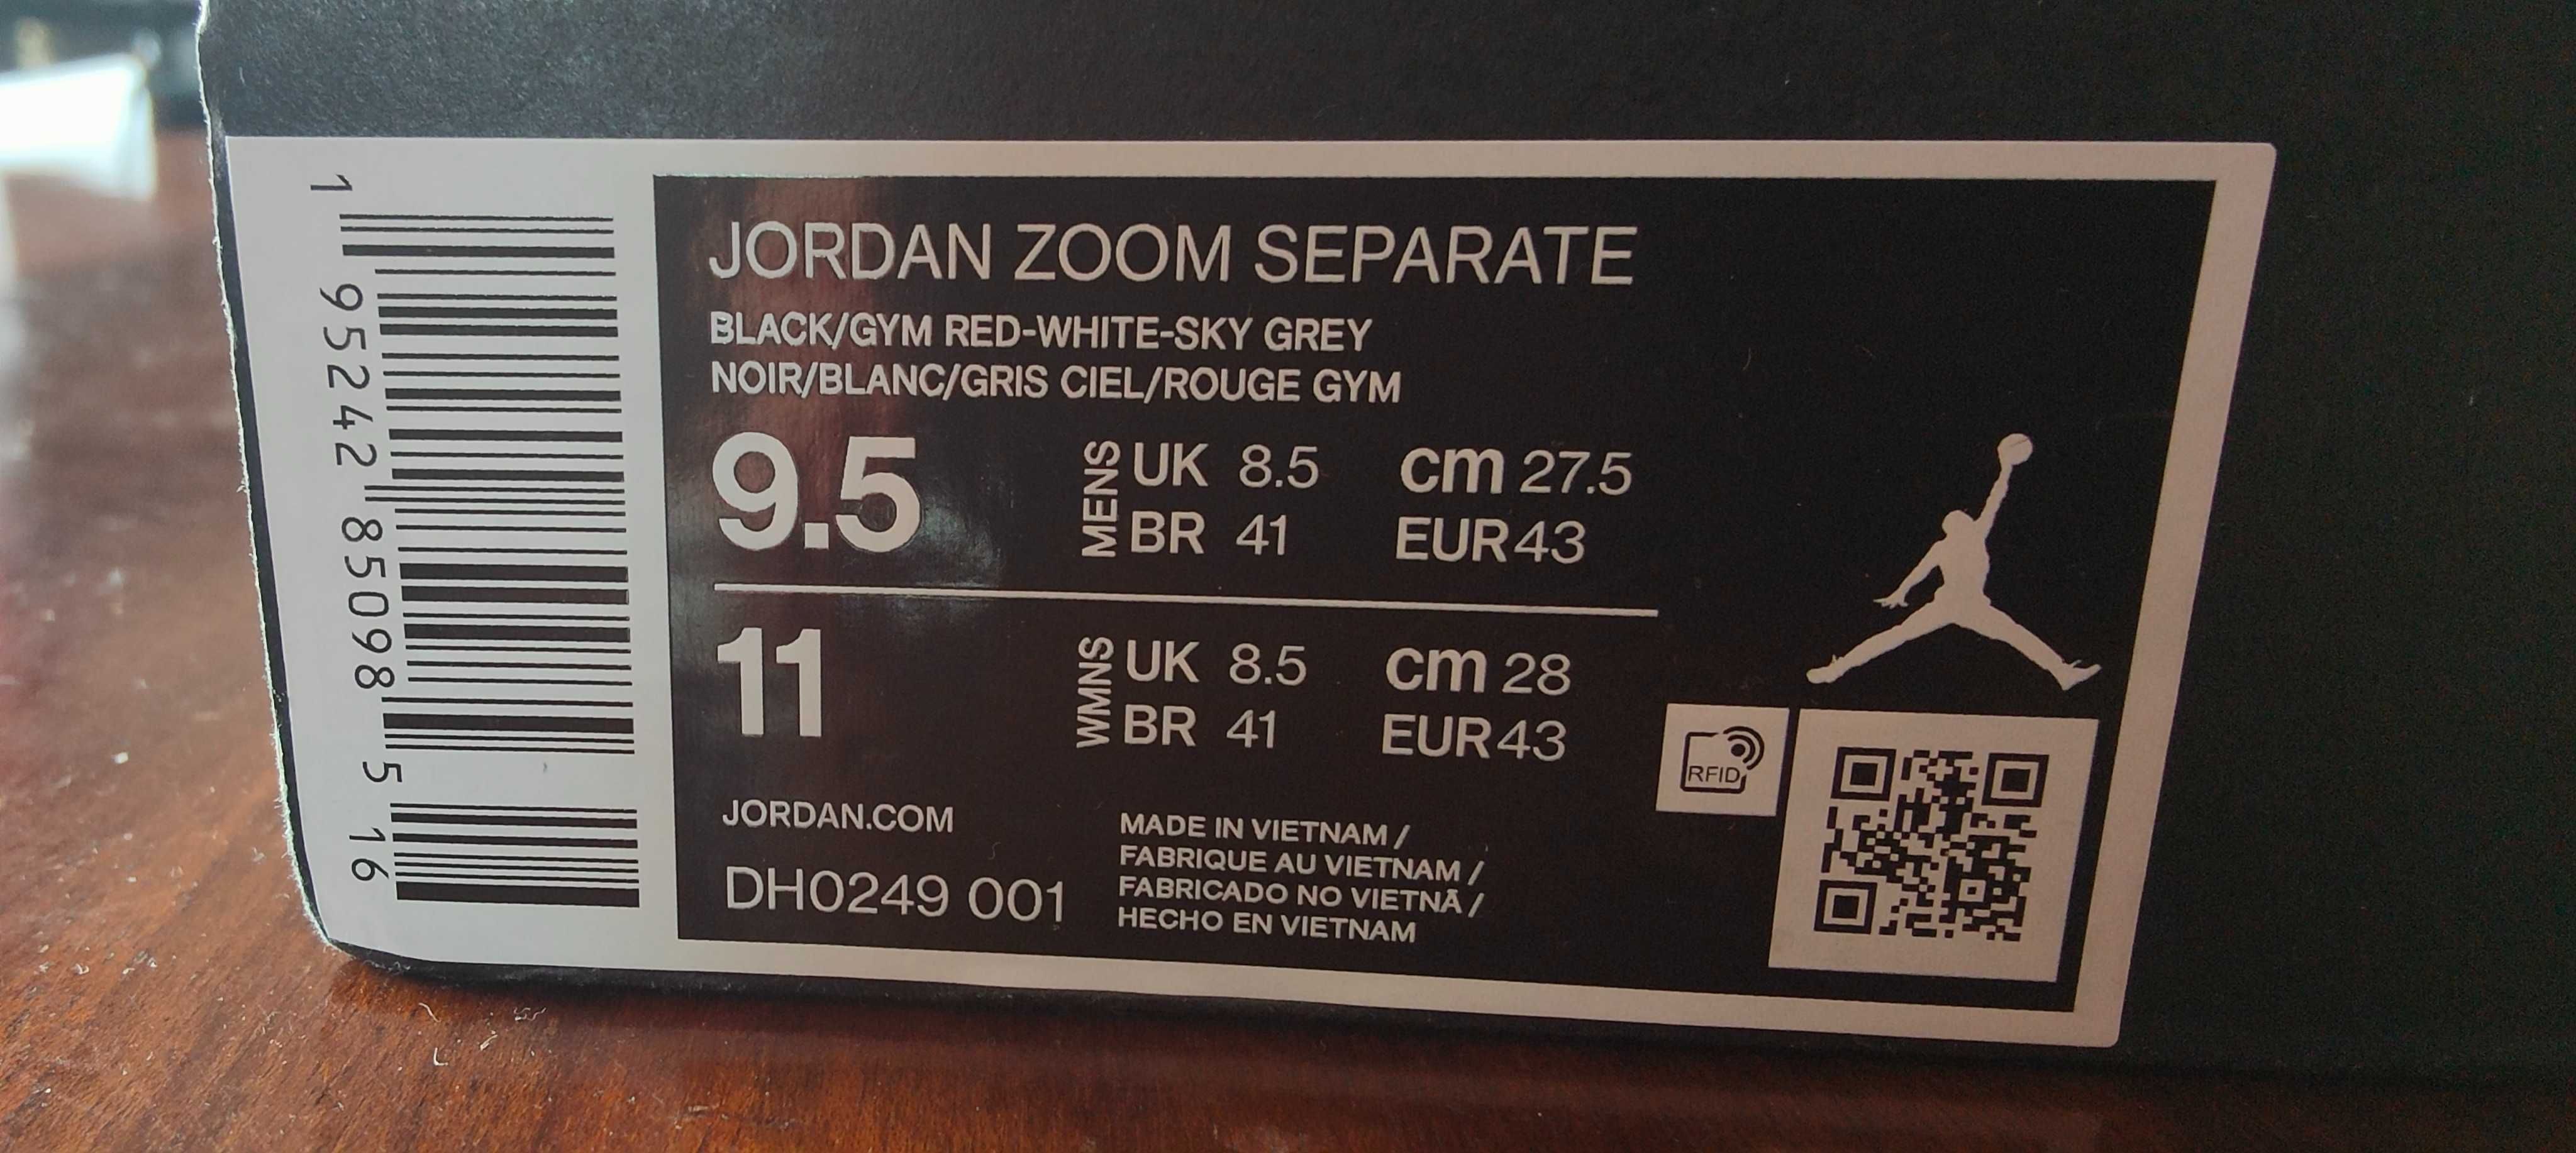 1 95242 85098 5 16
JORDAN ZOOM SEPARATE
BLACK/GYM RED-WHITE-SKY GREY
NOIR/BLANC/GRIS CIEL/ROUGE GYM
9.5 MENS UK 8.5 cm 27.5
BR 41 EUR 43
11 WMNS UK 8.5 cm 28
BR 41 EUR 43
RFID
JORDAN.COM
DH0249 001
MADE IN VIETNAM /
FABRIQUE AU VIETNAM /
FABRICADO NO VIETNÃ /
HECHO EN VIETNAM